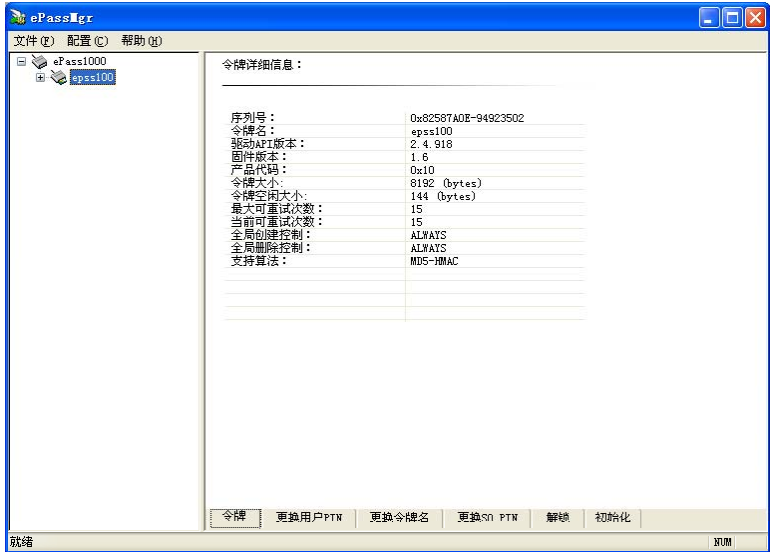 ePassMgr
文件(F) 配置(C) 帮助(H)
ePass1000
epss100
令牌详细信息：
序列号： 0x82587A0E-94923502
令牌名： epss100
驱动API版本： 2.4.918
固件版本： 1.6
产品代码： 0x10
令牌大小: 8192 (bytes)
令牌空闲大小: 144 (bytes)
最大可重试次数： 15
当前可重试次数： 15
全局创建控制： ALWAYS
全局删除控制： ALWAYS
支持算法： MD5-HMAC
令牌 更换用户PIN 更换令牌名 更换SO PIN 解锁 初始化
就绪 NUM